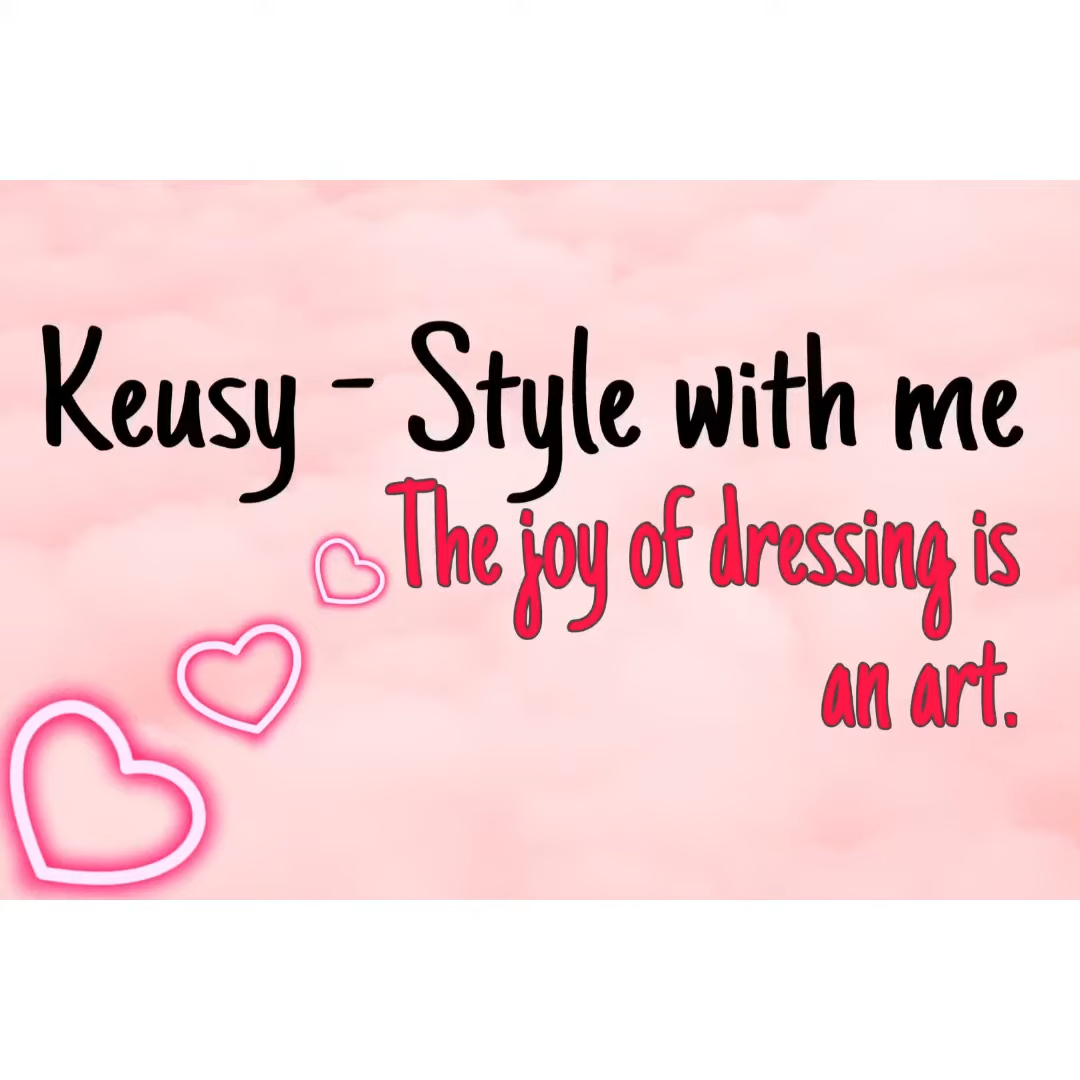 Keusy - Style with me
The joy of dressing is
an art.